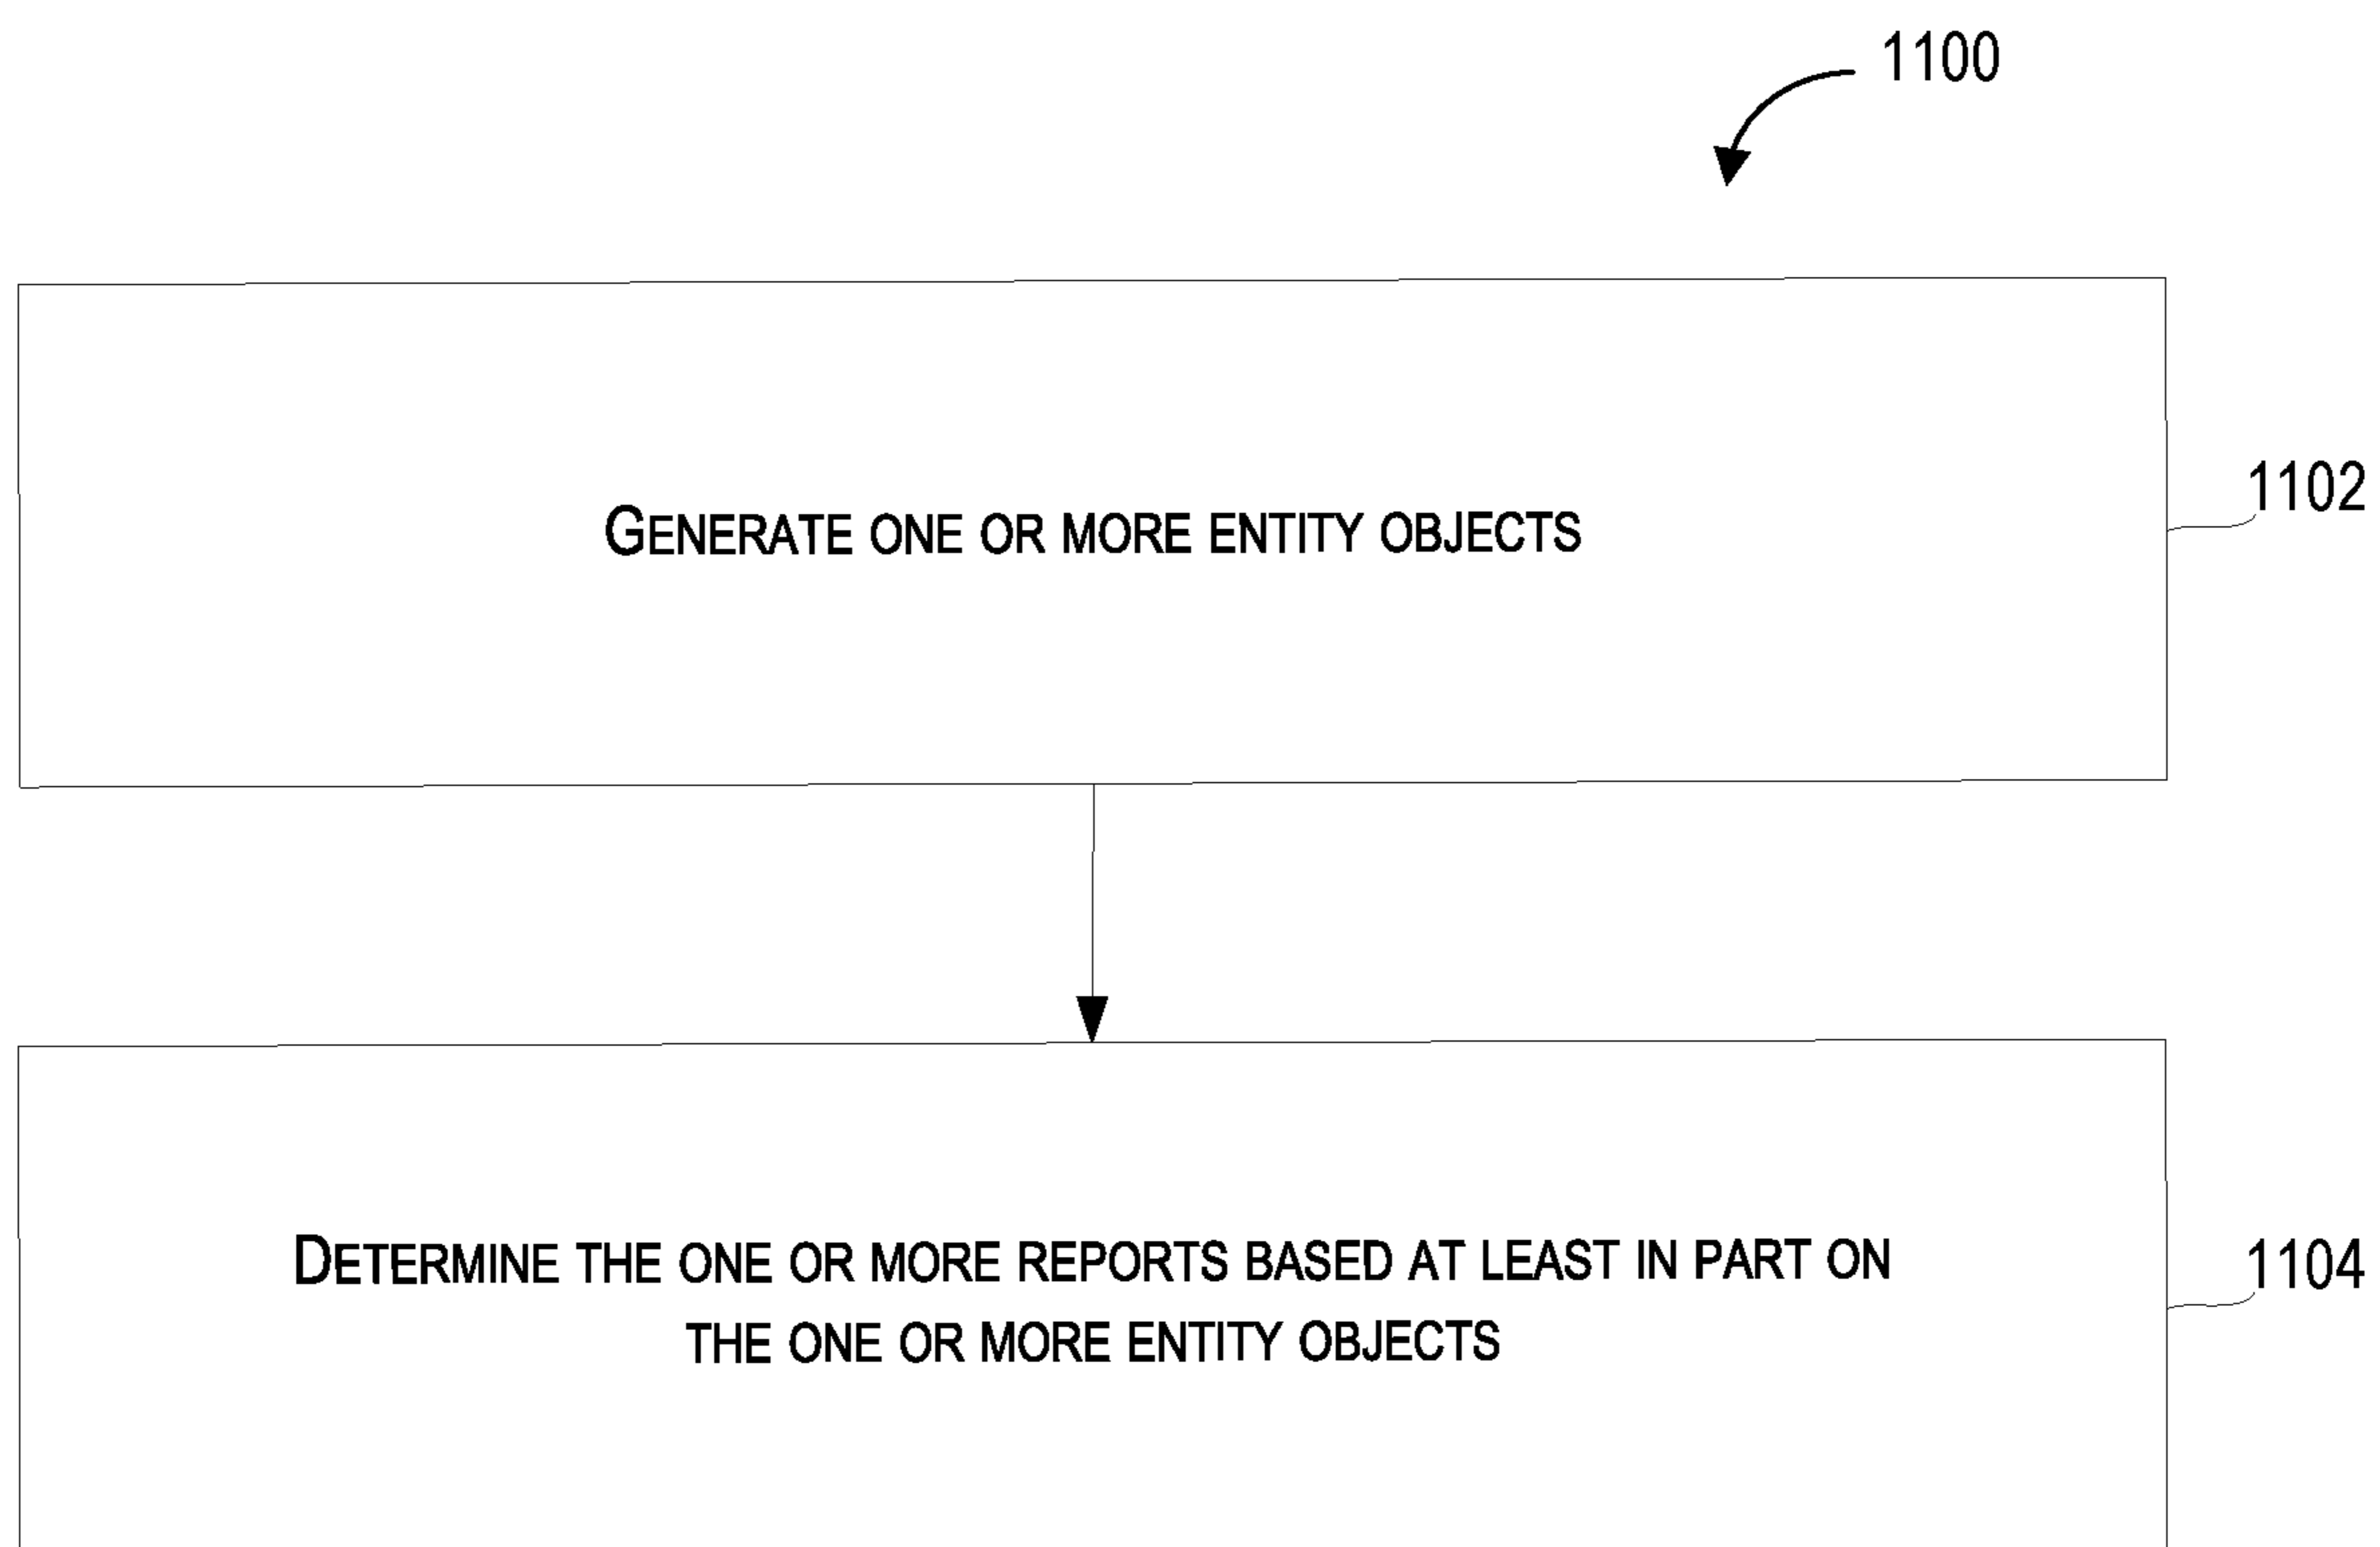 1100
GENERATE ONE OR MORE ENTITY OBJECTS
1102
DETERMINE THE ONE OR MORE REPORTS BASED AT LEAST IN PART ON
THE ONE OR MORE ENTITY OBJECTS
1104